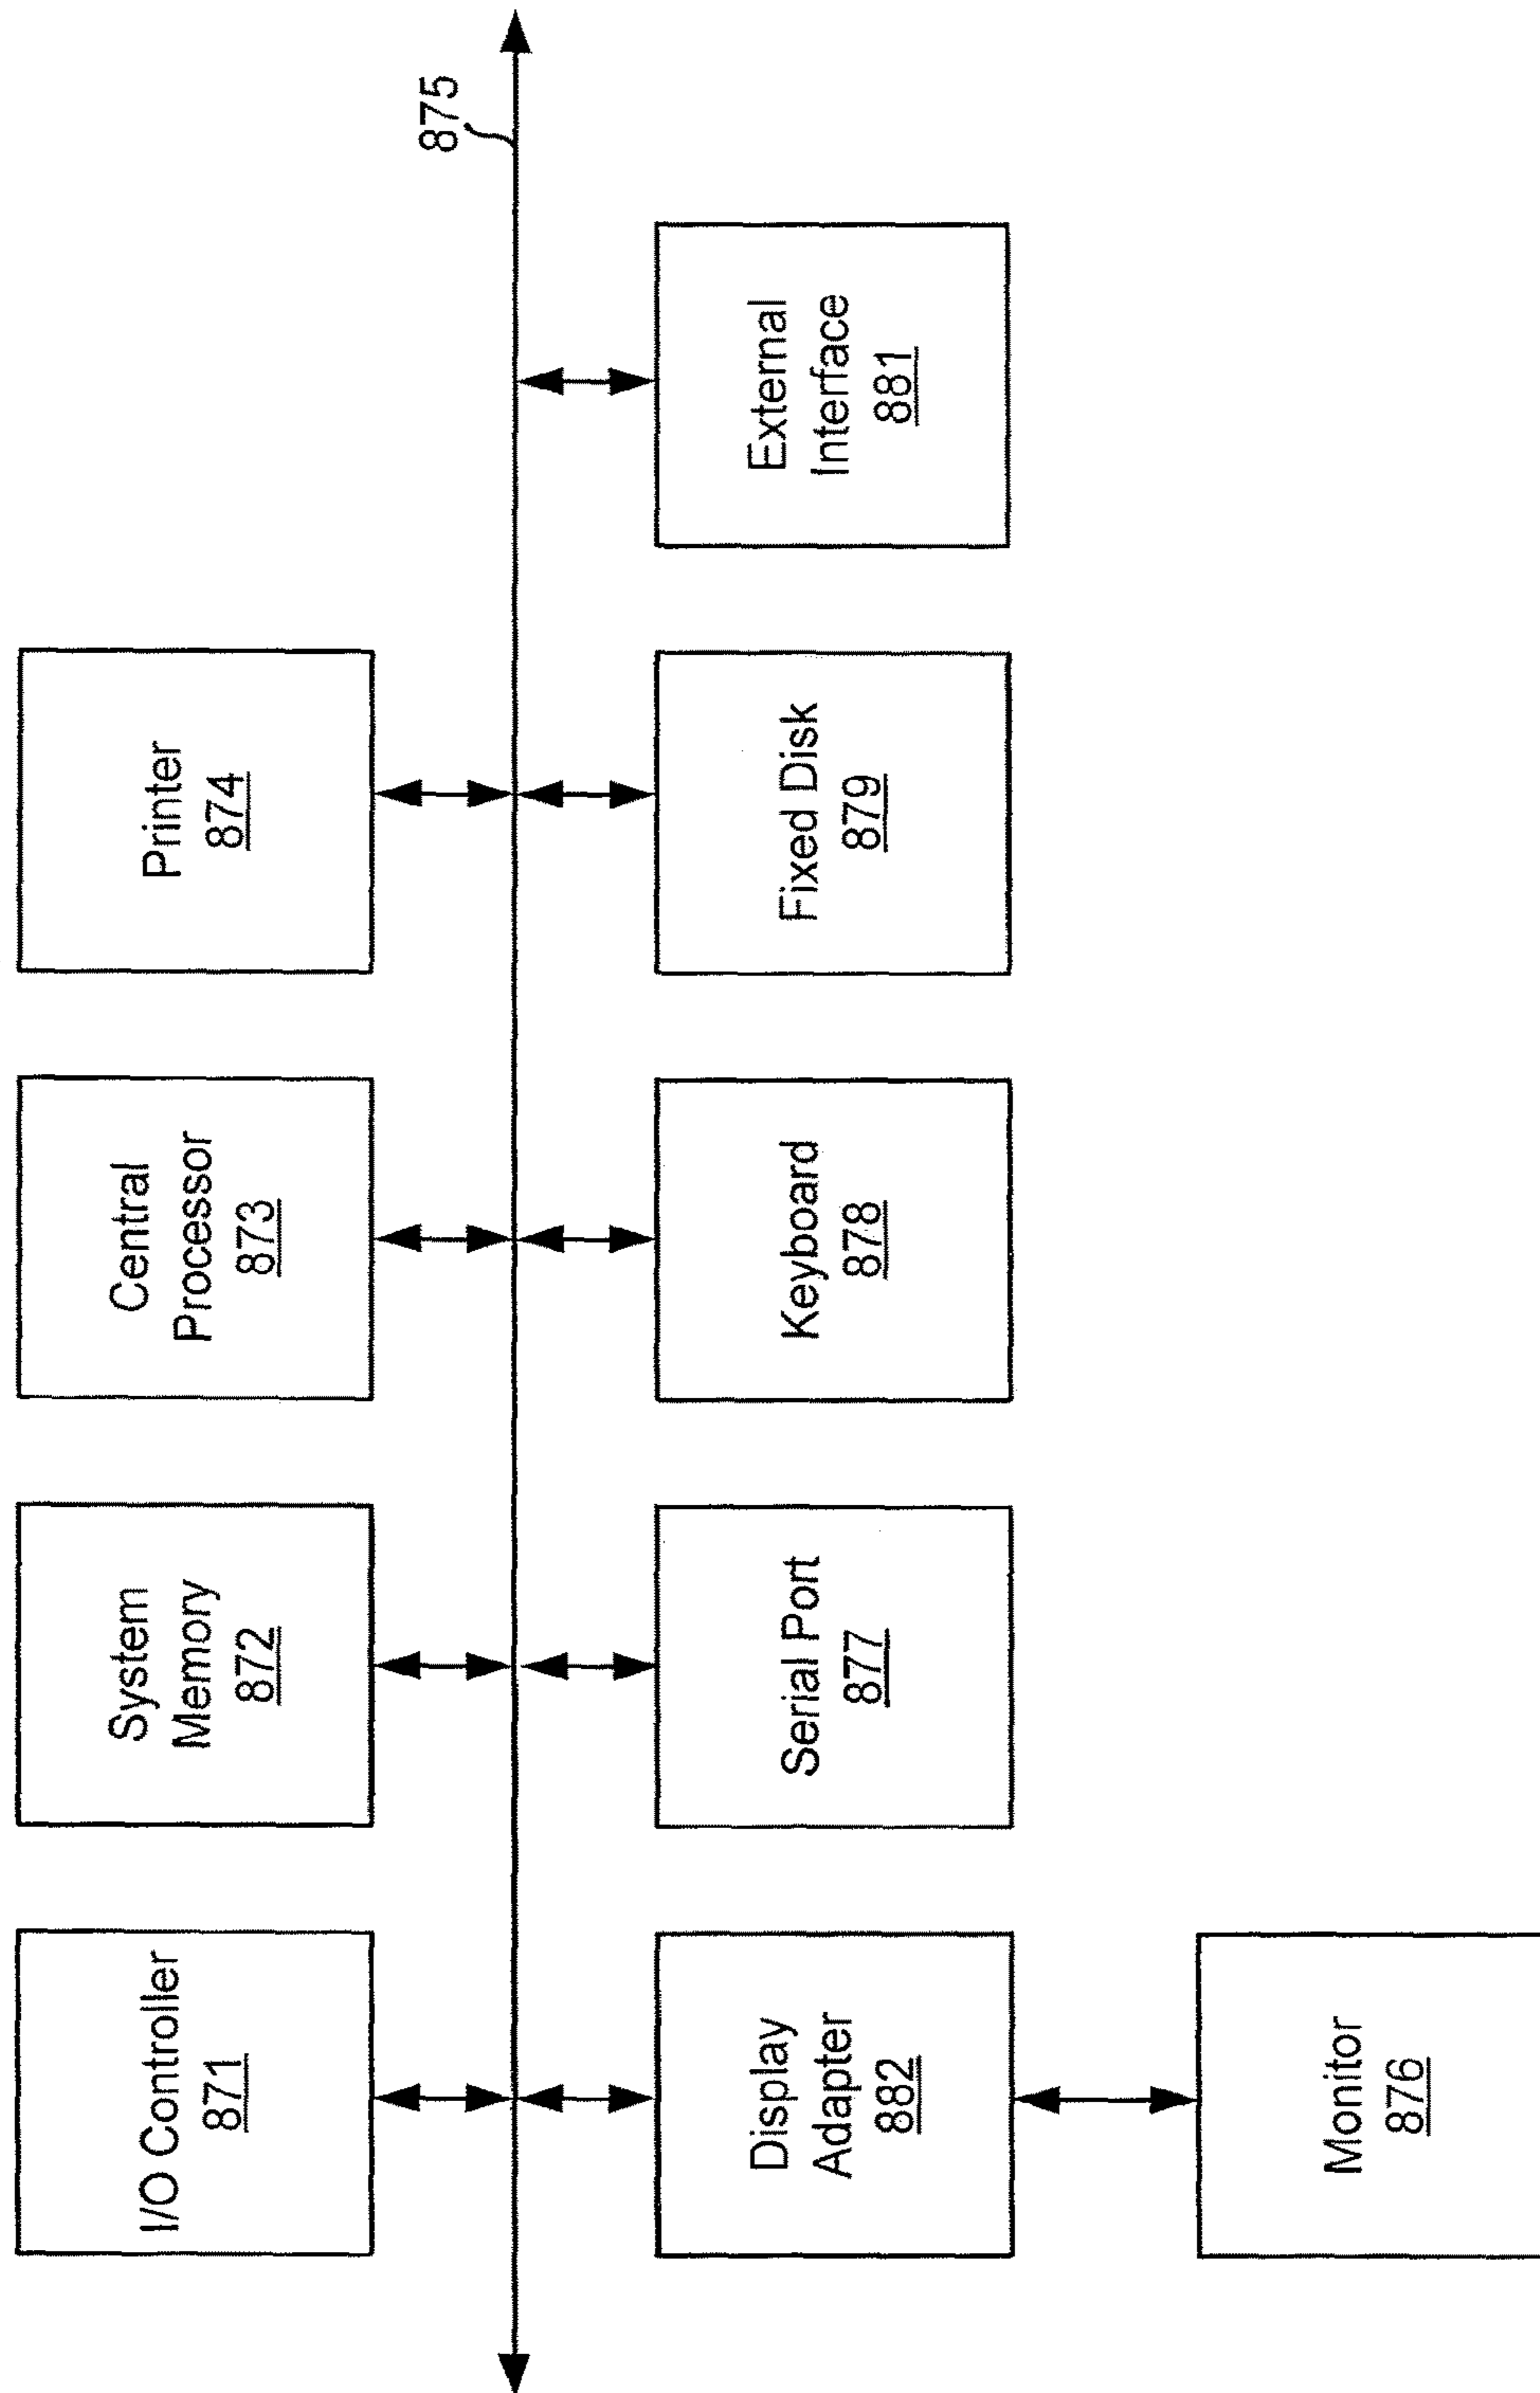 I/O Controller
871
System
Memory
872
Central
Processor
873
Printer
874
875
Display
Adapter
882
Serial Port
877
Keyboard
878
Fixed Disk
879
External
Interface
881
Monitor
876